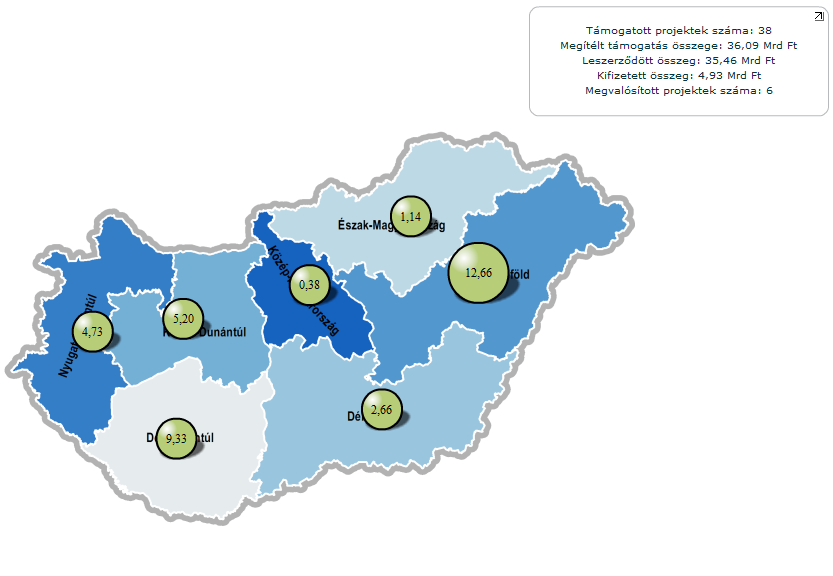 Támogatott projektek száma: 38
Megítélt támogatás összege: 36,09 Mrd Ft
Leszerződött összeg: 35,46 Mrd Ft
Kifizetett összeg: 4,93 Mrd Ft
Megvalósított projektek száma: 6
1,14
12,66
0,38
5,20
4,73
2,66
9,33